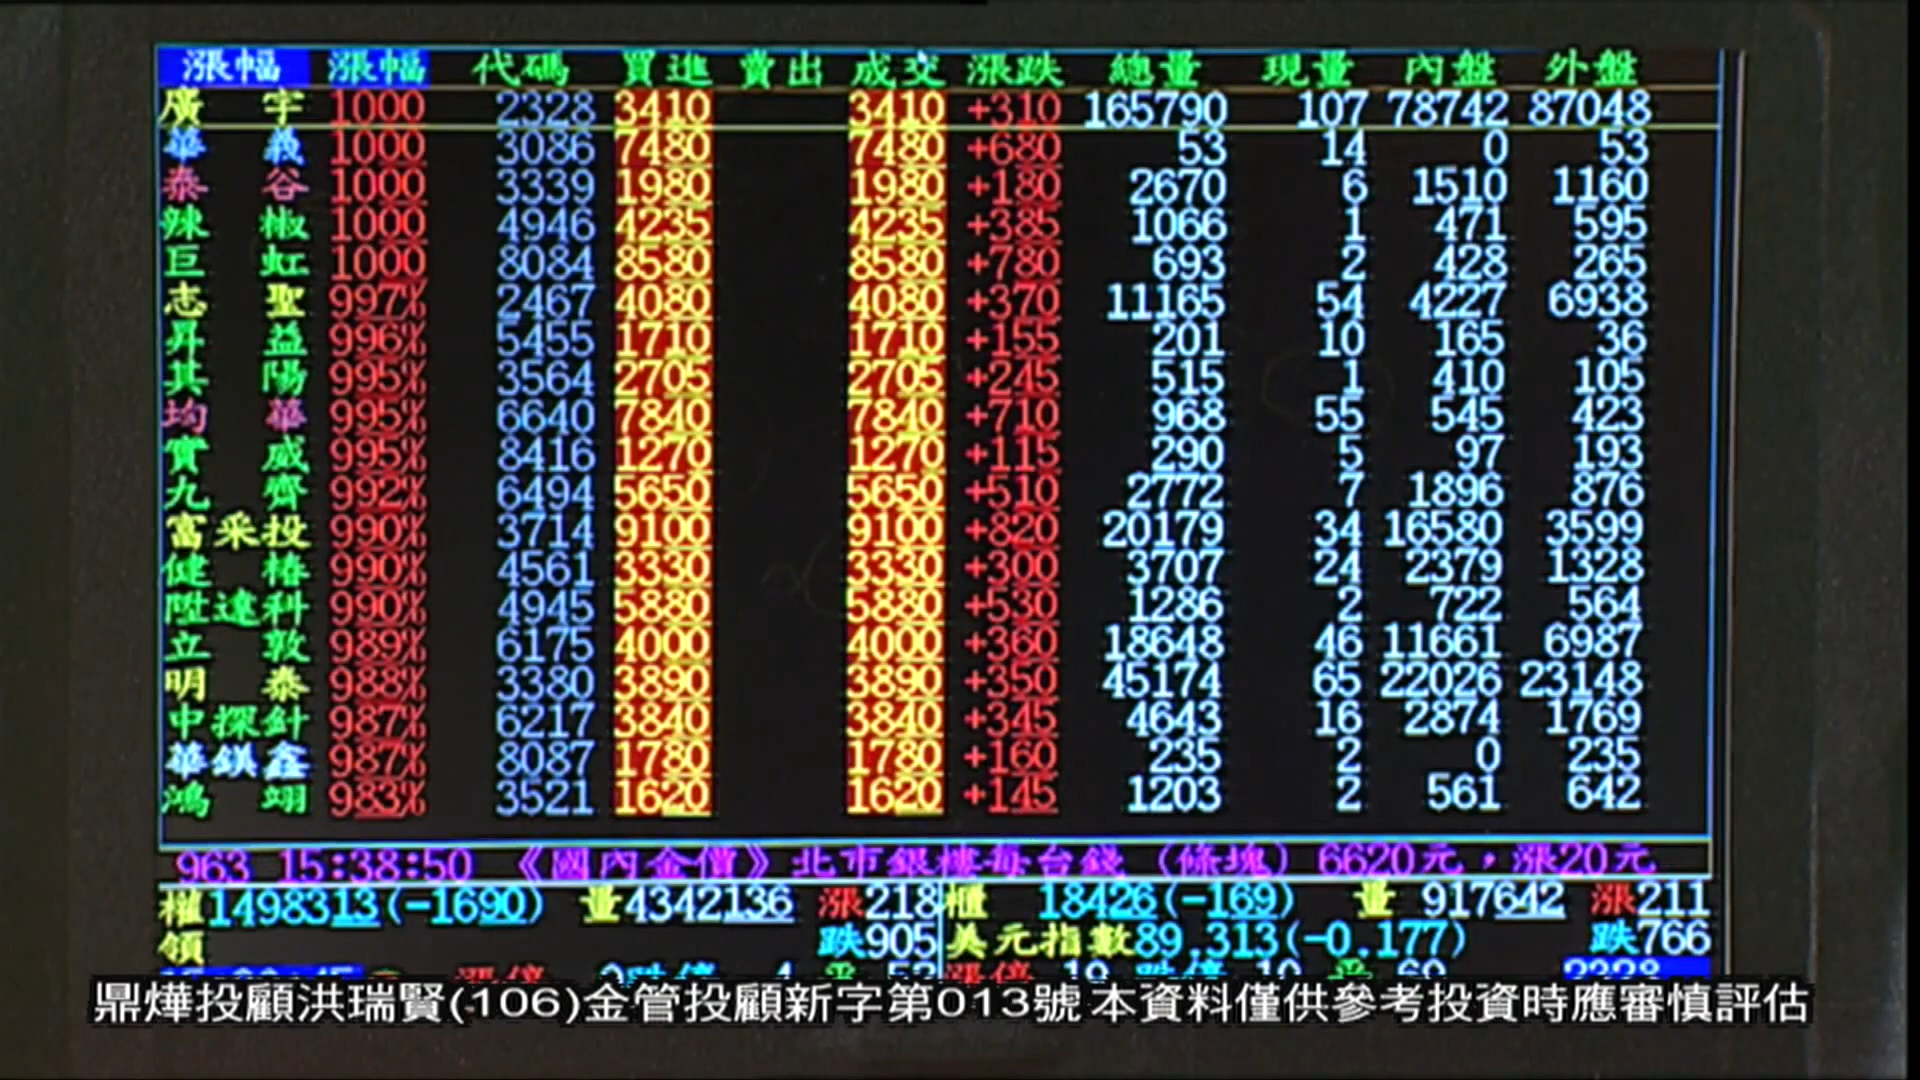 漲幅 漲幅 代碼 買進 賣出 成交 漲跌 總量 現量 內盤 外盤
廣宇 1000 2328 3410 3410 +310 165790 107 78742 87048
華義 1000 3086 7480 7480 +680 53 14 0 53
泰谷 1000 3339 1980 1980 +180 2670 6 1510 1160
辣椒 1000 4946 4235 4235 +385 1066 1 471 595
巨虹 1000 8084 8580 8580 +780 693 2 428 265
志聖 997% 2467 4080 4080 +370 11165 54 4227 6938
昇益 996% 5455 1710 1710 +155 201 10 165 36
其陽 995% 3564 2705 2705 +245 515 1 410 105
均華 995% 6640 7840 7840 +710 968 55 545 423
實威 995% 8416 1270 1270 +115 290 5 97 193
九齊 992% 6494 5650 5650 +510 2772 7 1896 876
富采投 990% 3714 9100 9100 +820 20179 34 16580 3599
健椿 990% 4561 3330 3330 +300 3707 24 2379 1328
陞達科 990% 4945 5880 5880 +530 1286 2 722 564
立敦 989% 6175 4000 4000 +360 18648 46 11661 6987
明泰 988% 3380 3890 3890 +350 45174 65 22026 23148
中探針 987% 6217 3840 3840 +345 4643 16 2874 1769
華鎂鑫 987% 8087 1780 1780 +160 235 2 0 235
鴻翊 983% 3521 1620 1620 +145 1203 2 561 642
963 15:38:50 《國內金價》北市銀樓每台錢(條塊)6620元,漲20元
權1498313(-1690) 量4342136 漲218 櫃 18426(-169) 量 917642 漲211
領 跌905 美元指數89.313(-0.177) 跌766
漲停 跌停 漲停 跌停
鼎燁投顧洪瑞賢(106)金管投顧新字第013號 本資料僅供參考投資時應審慎評估